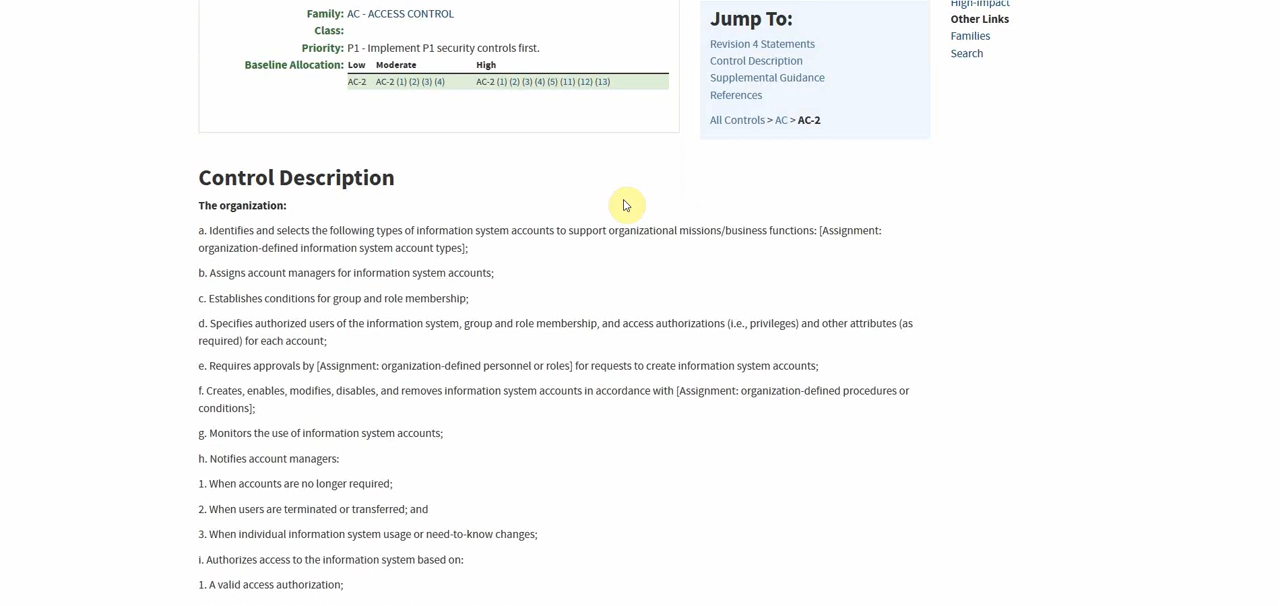 Family: AC - ACCESS CONTROL
Class:
Priority: P1 - Implement P1 security controls first.
Baseline Allocation: Low Moderate High
AC-2 AC-2 (1) (2) (3) (4) AC-2 (1) (2) (3) (4) (5) (11) (12) (13)
Jump To:
Revision 4 Statements
Control Description
Supplemental Guidance
References
All Controls > AC > AC-2
High-Impact
Other Links
Families
Search
Control Description
The organization:
a. Identifies and selects the following types of information system accounts to support organizational missions/business functions: [Assignment:
organization-defined information system account types];
b. Assigns account managers for information system accounts;
c. Establishes conditions for group and role membership;
d. Specifies authorized users of the information system, group and role membership, and access authorizations (i.e., privileges) and other attributes (as
required) for each account;
e. Requires approvals by [Assignment: organization-defined personnel or roles] for requests to create information system accounts;
f. Creates, enables, modifies, disables, and removes information system accounts in accordance with [Assignment: organization-defined procedures or
conditions];
g. Monitors the use of information system accounts;
h. Notifies account managers:
1. When accounts are no longer required;
2. When users are terminated or transferred; and
3. When individual information system usage or need-to-know changes;
i. Authorizes access to the information system based on:
1. A valid access authorization;